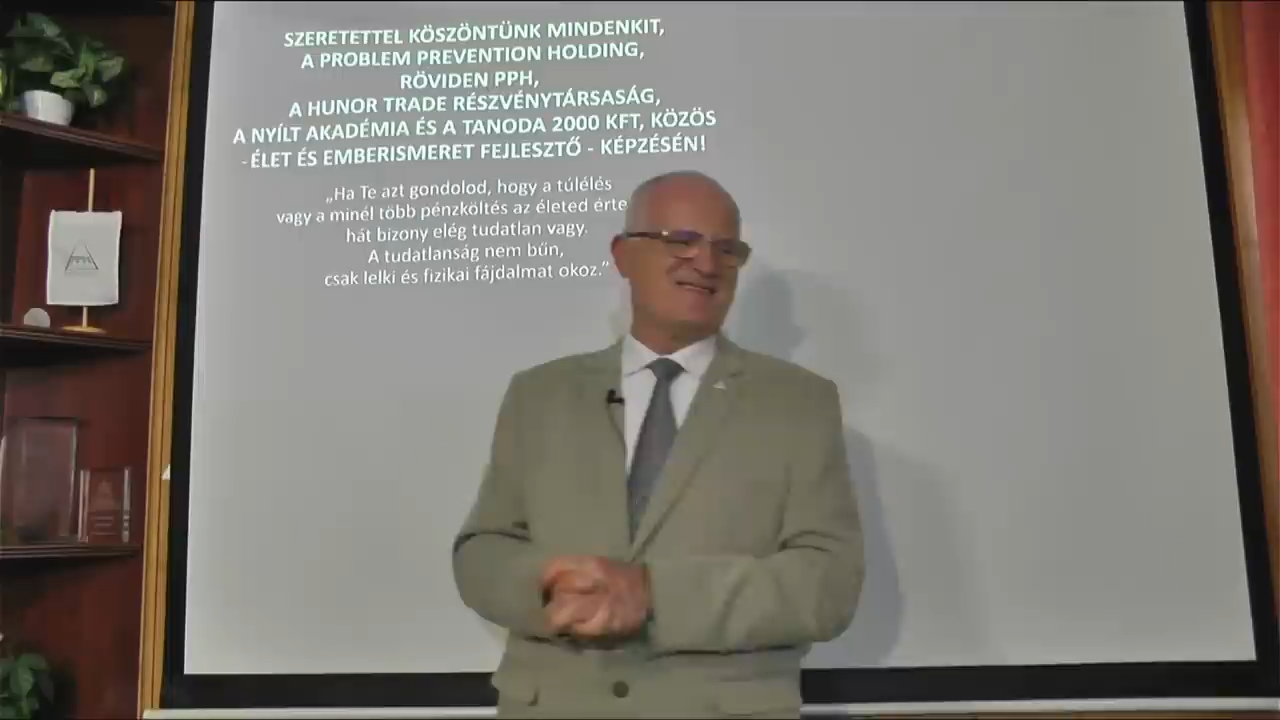 SZERETETTEL KÖSZÖNTÜNK MINDENKIT,
A PROBLEM PREVENTION HOLDING,
RÖVIDEN PPH,
A HUNOR TRADE RÉSZVÉNYTÁRSASÁG,
A NYÍLT AKADÉMIA ÉS A TANODA 2000 KFT, KÖZÖS
- ÉLET ÉS EMBERISMERET FEJLESZTŐ - KÉPZÉSÉN!
„Ha Te azt gondolod, hogy a túlélés
vagy a minél több pénzköltés az életed érte
hát bizony elég tudatlan vagy.
A tudatlanság nem bűn,
csak lelki és fizikai fájdalmat okoz.”